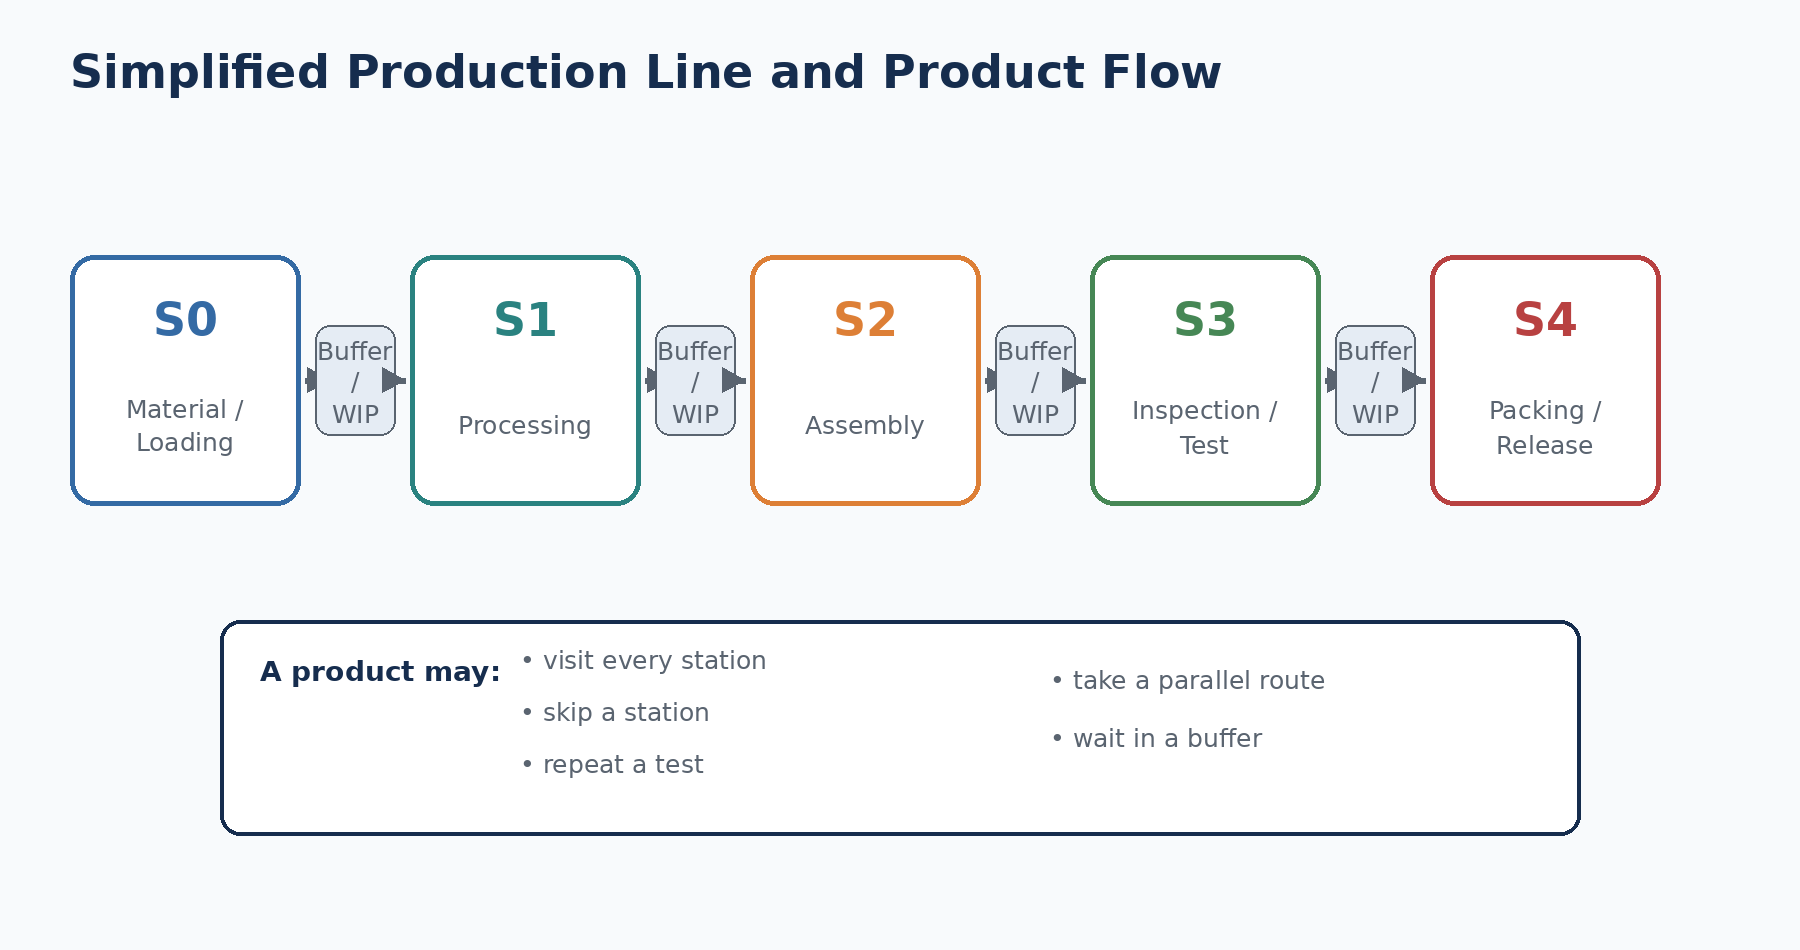 Simplified Production Line and Product Flow
S0
Material /
Loading
Buffer
/
WIP
S1
Processing
Buffer
/
WIP
S2
Assembly
Buffer
/
WIP
S3
Inspection /
Test
Buffer
/
WIP
S4
Packing /
Release
A product may:
• visit every station
• skip a station
• repeat a test
• take a parallel route
• wait in a buffer